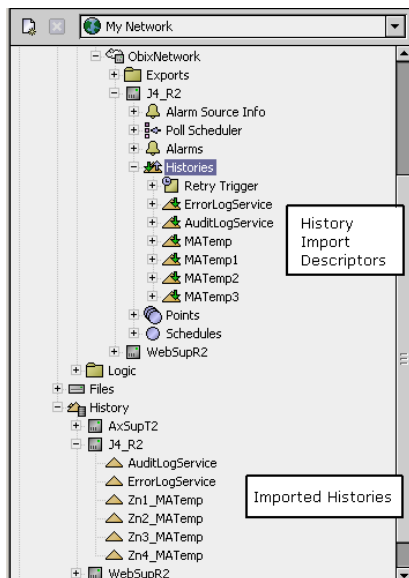 My Network
ObixNetwork
Exports
J4_R2
Alarm Source Info
Poll Scheduler
Alarms
Histories
Retry Trigger
ErrorLogService
AuditLogService
MATemp
MATemp1
MATemp2
MATemp3
History
Import
Descriptors
Points
Schedules
WebSupR2
Logic
Files
History
AxSupT2
J4_R2
AuditLogService
ErrorLogService
Zn1_MATemp
Zn2_MATemp
Zn3_MATemp
Zn4_MATemp
Imported Histories
WebSupR2